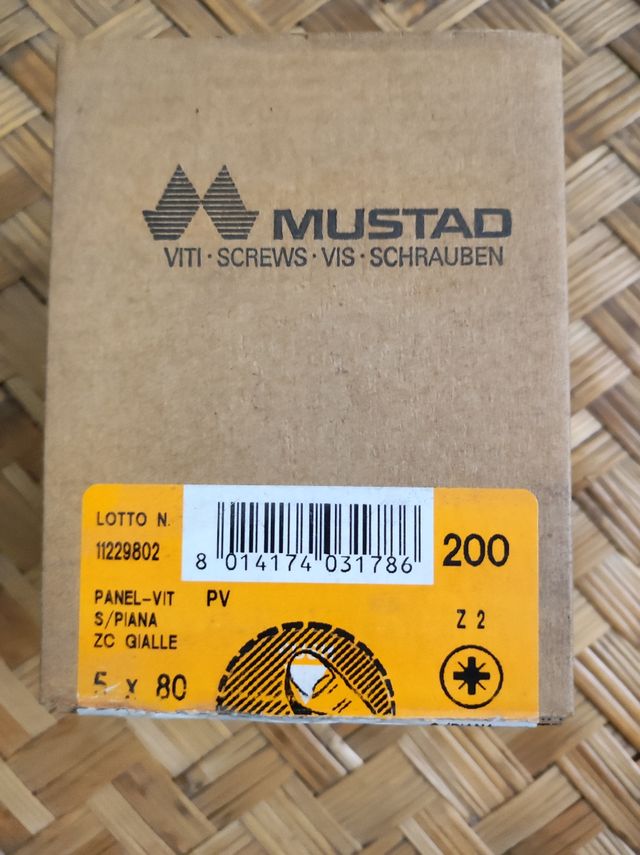 MUSTAD
VITI · SCREWS · VIS · SCHRAUBEN
LOTTO N.
11229802
8 014174 031786
200
PANEL-VIT PV
S/PIANA
ZC GIALLE
Z 2
5 x 80
S/PIANA